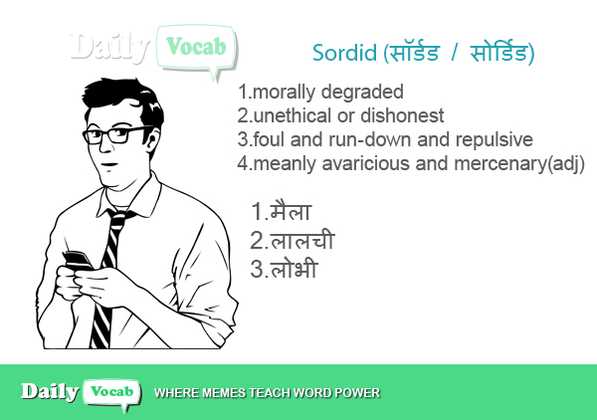 Daily Vocab
Sordid (सॉर्डड / सोर्डिड)
1.morally degraded
2.unethical or dishonest
3.foul and run-down and repulsive
4.meanly avaricious and mercenary(adj)
1.मैला
2.लालची
3.लोभी
Daily Vocab WHERE MEMES TEACH WORD POWER